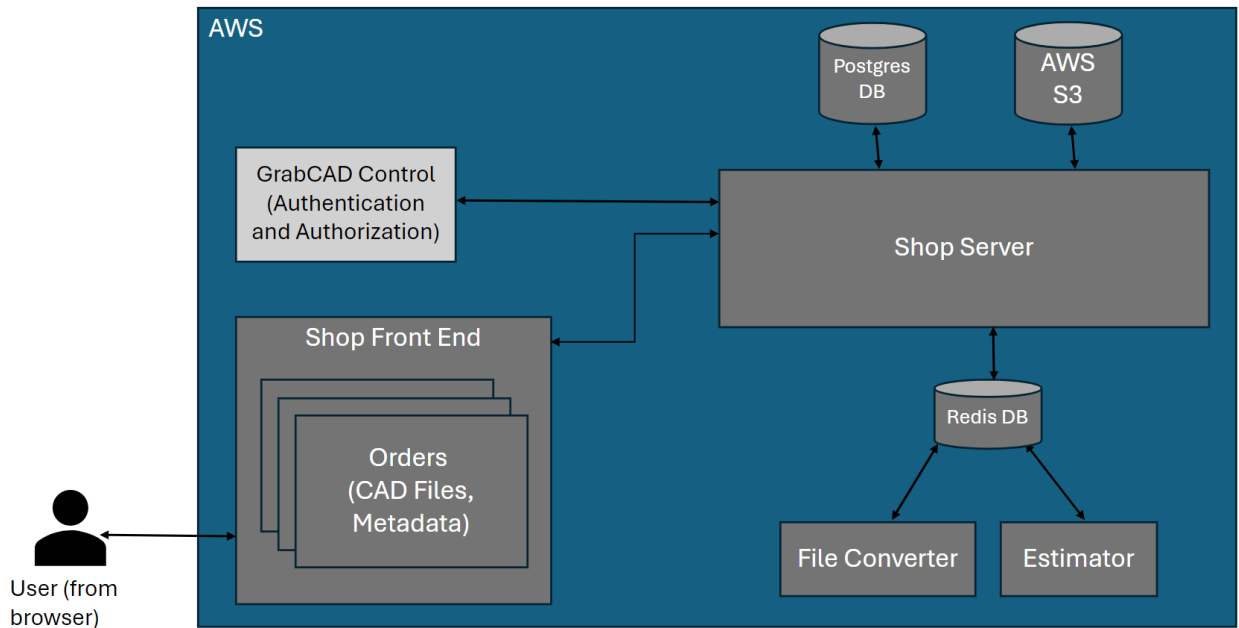 AWS
Postgres
DB
AWS
S3
GrabCAD Control
(Authentication
and Authorization)
Shop Server
Shop Front End
Redis DB
Orders
(CAD Files,
Metadata)
File Converter
Estimator
User (from
browser)